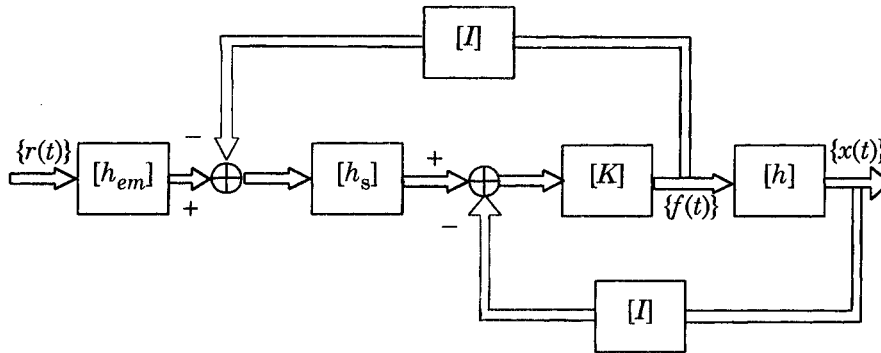 [I]
−
{r(t)}
[h_em]
+
[h_s]
+
−
[K]
{f(t)}
[h]
{x(t)}
[I]